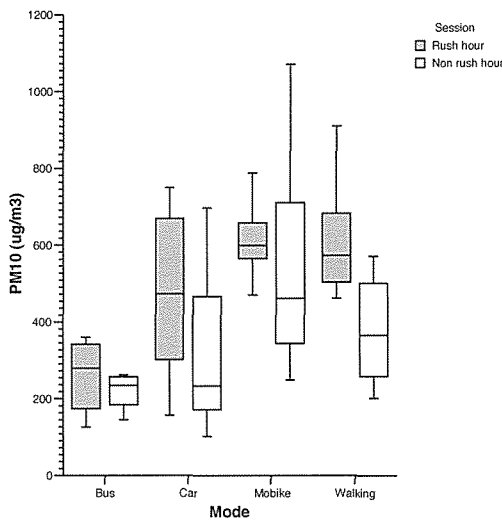 1200
1000
800
600
400
200
0
PM10 (ug/m3)
Bus Car Mobike Walking
Mode
Session
Rush hour
Non rush hour